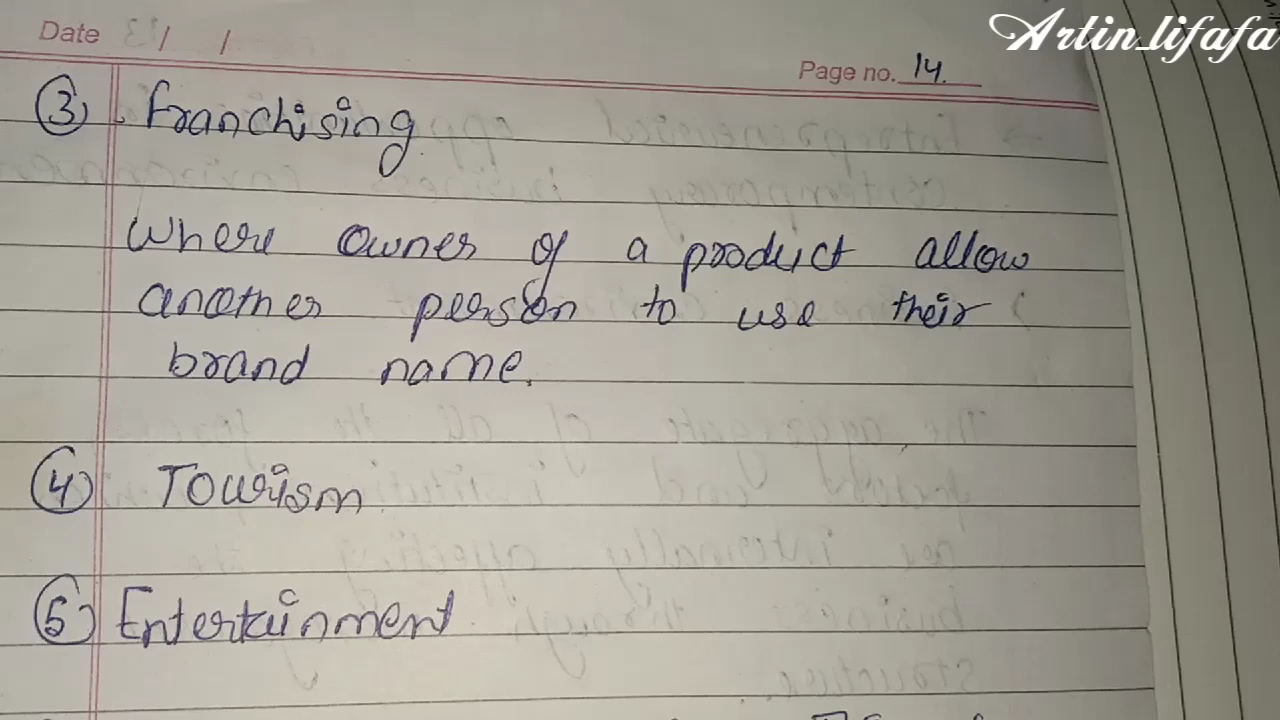 Artin_lifafa
Date / /
Page no. 14.
③ Franchising
Where owner of a product allow
another person to use their
brand name.
④ Tourism
⑤ Entertainment